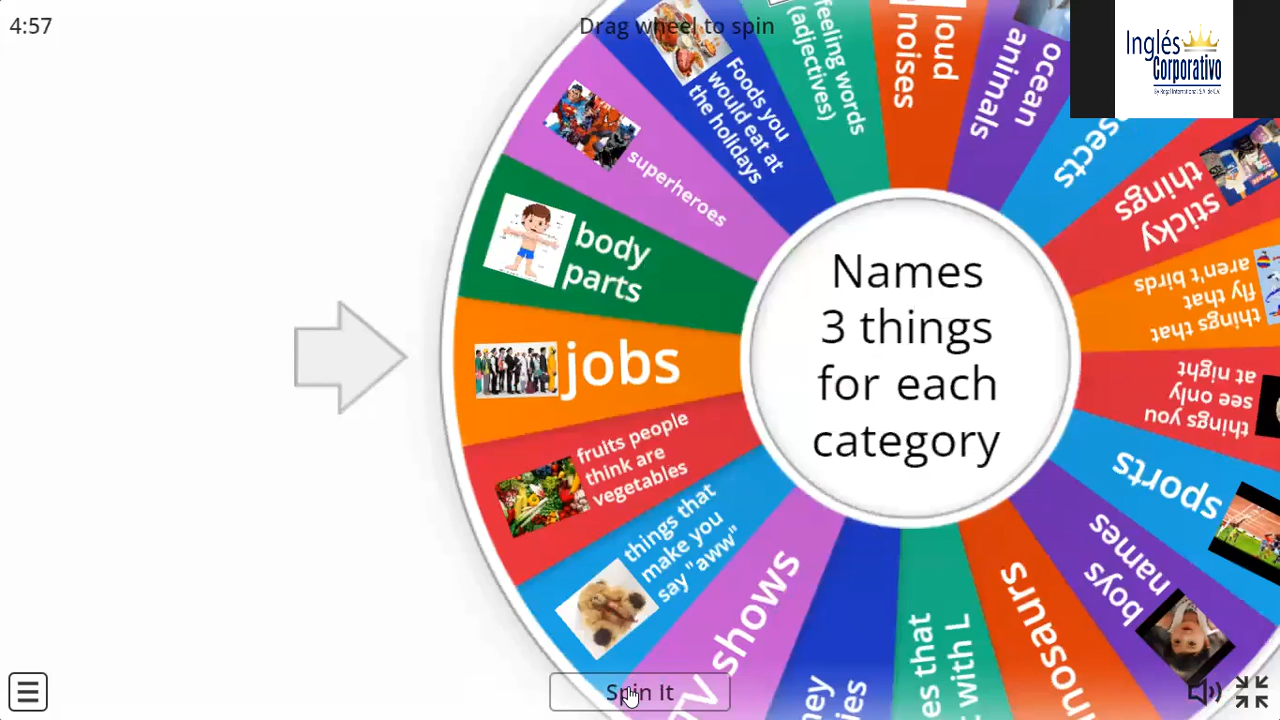 4:57
Drag wheel to spin
Inglés
Corporativo
Names
3 things
for each
category
jobs
body
parts
superheroes
Foods you
would eat at
the holidays
feeling words
(adjectives)
loud
noises
ocean
animals
sticky
things
things that
fly that
aren't birds
things you
see only
at night
sports
boys
names
with L
TV shows
things that
make you
say "aww"
fruits people
think are
vegetables
Spin It